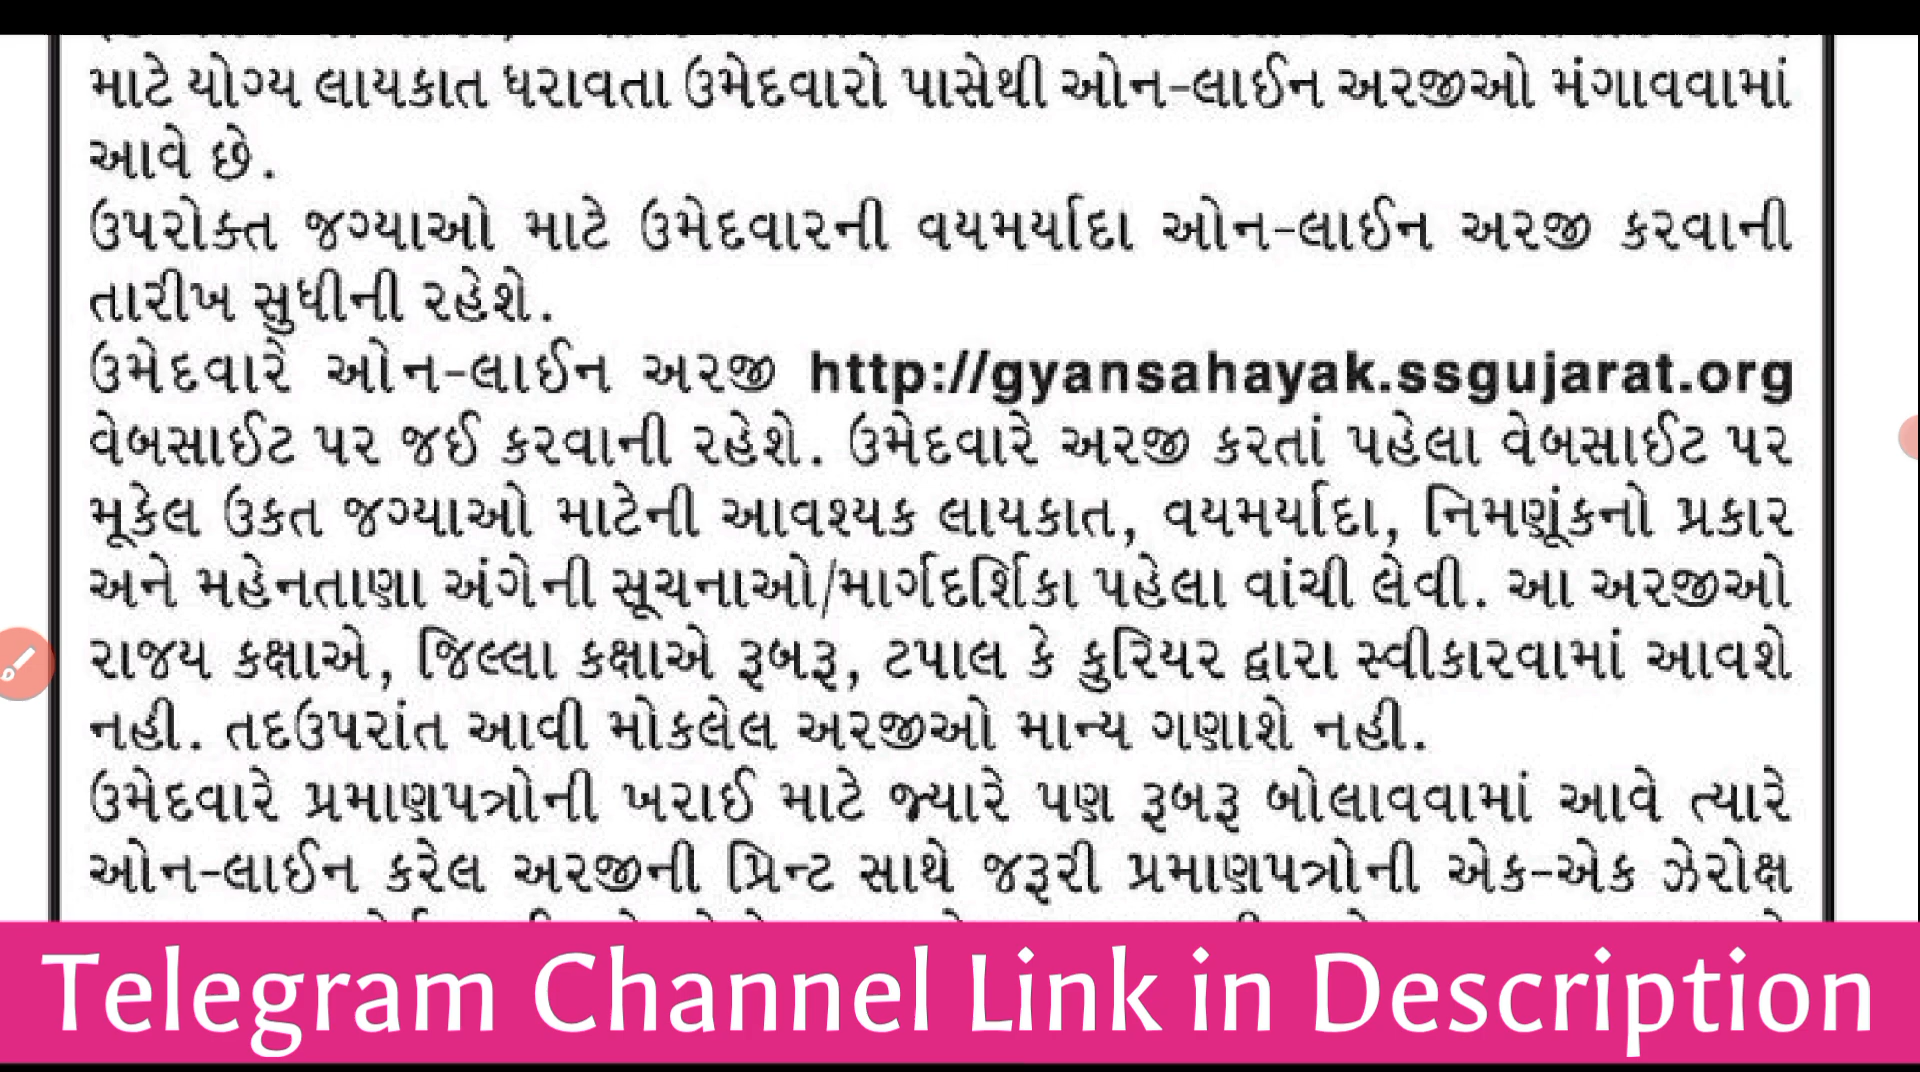 માટે યોગ્ય લાયકાત ધરાવતા ઉમેદવારો પાસેથી ઓન-લાઈન અરજીઓ મંગાવવામાં
આવે છે.
ઉપરોક્ત જગ્યાઓ માટે ઉમેદવારની વયમર્યાદા ઓન-લાઈન અરજી કરવાની
તારીખ સુધીની રહેશે.
ઉમેદવારે ઓન-લાઈન અરજી http://gyansahayak.ssgujarat.org
વેબસાઈટ પર જઈ કરવાની રહેશે. ઉમેદવારે અરજી કરતાં પહેલા વેબસાઈટ પર
મૂકેલ ઉકત જગ્યાઓ માટેની આવશ્યક લાયકાત, વયમર્યાદા, નિમણૂંકનો પ્રકાર
અને મહેનતાણા અંગેની સૂચનાઓ/માર્ગદર્શિકા પહેલા વાંચી લેવી. આ અરજીઓ
રાજય કક્ષાએ, જિલ્લા કક્ષાએ રૂબરૂ, ટપાલ કે કુરિયર દ્વારા સ્વીકારવામાં આવશે
નહી. તદઉપરાંત આવી મોકલેલ અરજીઓ માન્ય ગણાશે નહી.
ઉમેદવારે પ્રમાણપત્રોની ખરાઈ માટે જ્યારે પણ રૂબરૂ બોલાવવામાં આવે ત્યારે
ઓન-લાઈન કરેલ અરજીની પ્રિન્ટ સાથે જરૂરી પ્રમાણપત્રોની એક-એક ઝેરોક્ષ
Telegram Channel Link in Description